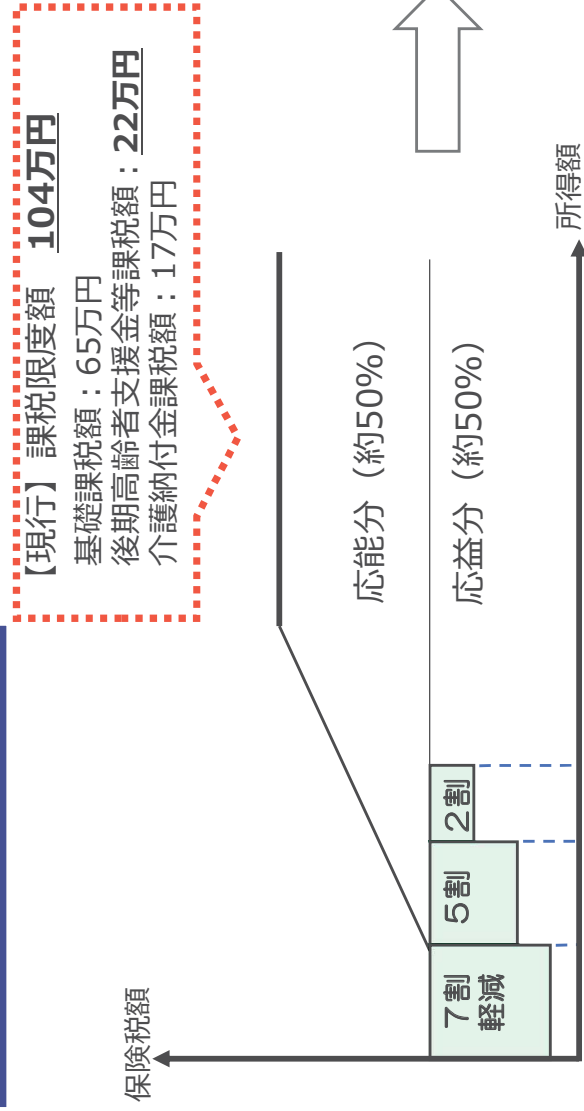 【現行】課税限度額　104万円
基礎課税額：65万円
後期高齢者支援金等課税額：22万円
介護納付金課税額：17万円
保険税額
応能分（約50%）
応益分（約50%）
7割
軽減
5割
2割
所得額